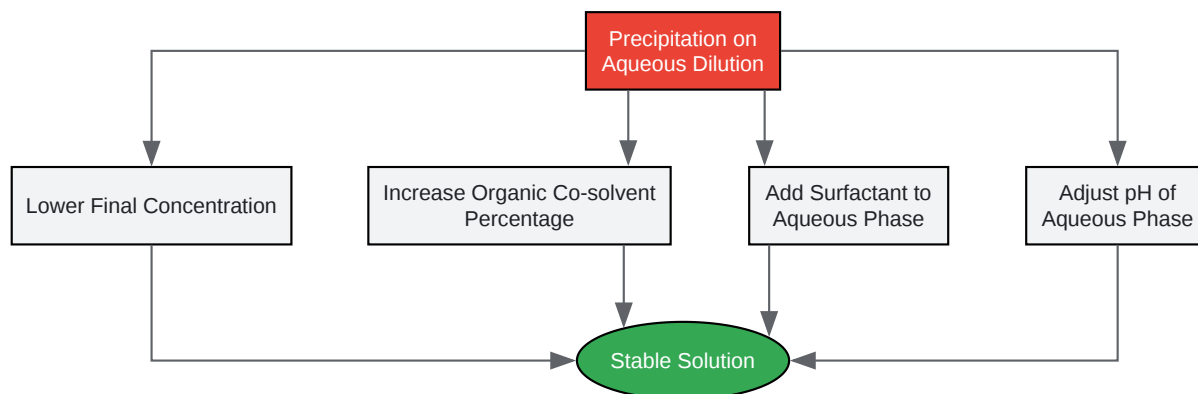 Precipitation on
Aqueous Dilution
Lower Final Concentration
Increase Organic Co-solvent
Percentage
Add Surfactant to
Aqueous Phase
Adjust pH of
Aqueous Phase
Stable Solution